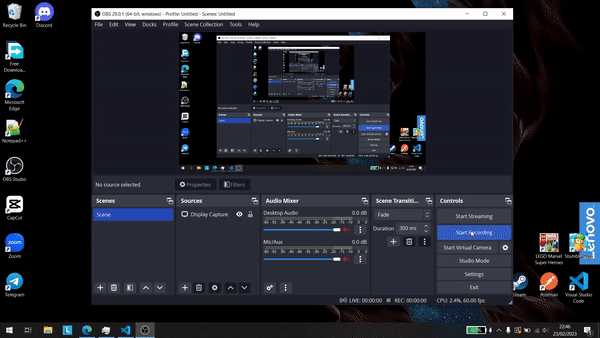 Recycle Bin
Discord
Free Downloa...
Microsoft Edge
Notepad++
OBS Studio
CapCut
Zoom
Telegram
OBS 29.0.1 (64-bit, windows) - Profile: Untitled - Scenes: Untitled
File Edit View Docks Profile Scene Collection Tools Help
No source selected
Properties
Filters
Scenes
Scene
Sources
Display Capture
Audio Mixer
Desktop Audio 0.0 dB
Mic/Aux 0.0 dB
Scene Transiti...
Fade
Duration 300 ms
Controls
Start Streaming
Start Recording
Start Virtual Camera
Studio Mode
Settings
Exit
LIVE: 00:00:00
REC: 00:00:00
CPU: 2.4%, 60.00 fps
Lenovo
LEGO Marvel Super Heroes
Steam
Postman
Visual Studio Code
22:46
23/02/2023